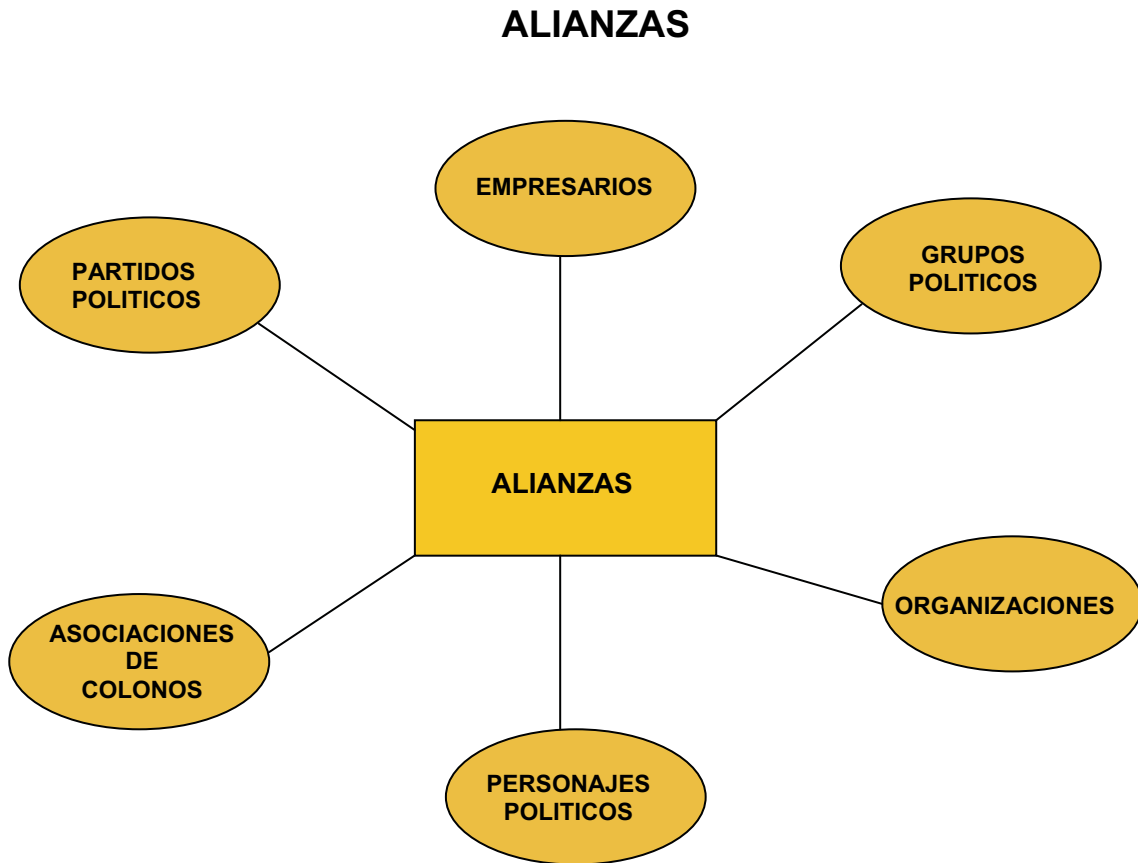 ALIANZAS
EMPRESARIOS
PARTIDOS
POLITICOS
GRUPOS
POLITICOS
ALIANZAS
ORGANIZACIONES
ASOCIACIONES
DE
COLONOS
PERSONAJES
POLITICOS